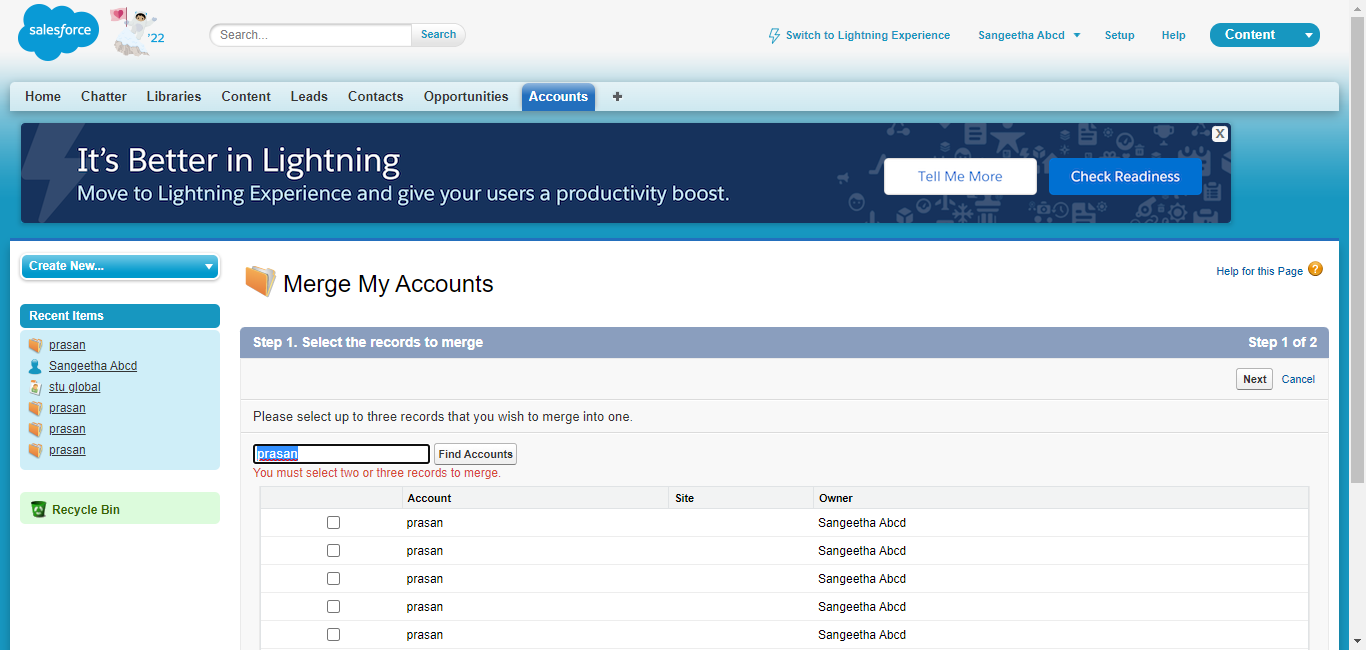 salesforce
'22
Search...
Search
Switch to Lightning Experience
Sangeetha Abcd
Setup
Help
Content
Home
Chatter
Libraries
Content
Leads
Contacts
Opportunities
Accounts
+
It's Better in Lightning
Move to Lightning Experience and give your users a productivity boost.
Tell Me More
Check Readiness
X
Create New...
Recent Items
prasan
Sangeetha Abcd
stu global
prasan
prasan
prasan
Recycle Bin
Merge My Accounts
Help for this Page ?
Step 1. Select the records to merge
Step 1 of 2
Next
Cancel
Please select up to three records that you wish to merge into one.
prasan
Find Accounts
You must select two or three records to merge.
Account Site Owner
prasan Sangeetha Abcd
prasan Sangeetha Abcd
prasan Sangeetha Abcd
prasan Sangeetha Abcd
prasan Sangeetha Abcd